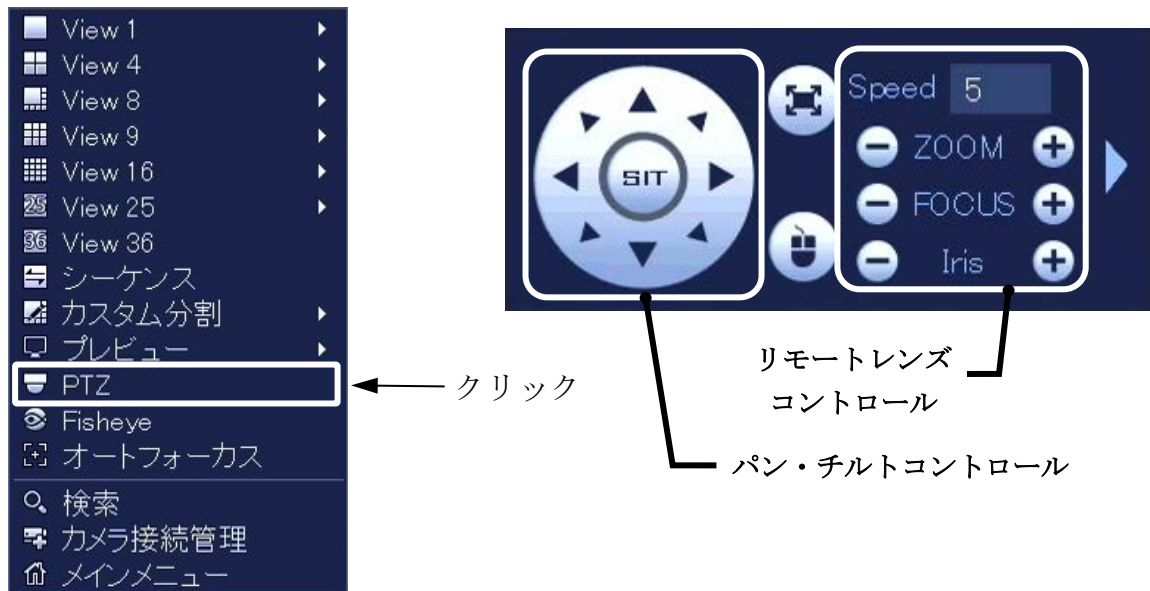 View 1
View 4
View 8
View 9
View 16
25 View 25
36 View 36
シーケンス
カスタム分割
プレビュー
PTZ
Fisheye
オートフォーカス
検索
カメラ接続管理
メインメニュー
クリック
SIT
Speed 5
ZOOM
FOCUS
Iris
リモートレンズ
コントロール
パン・チルトコントロール